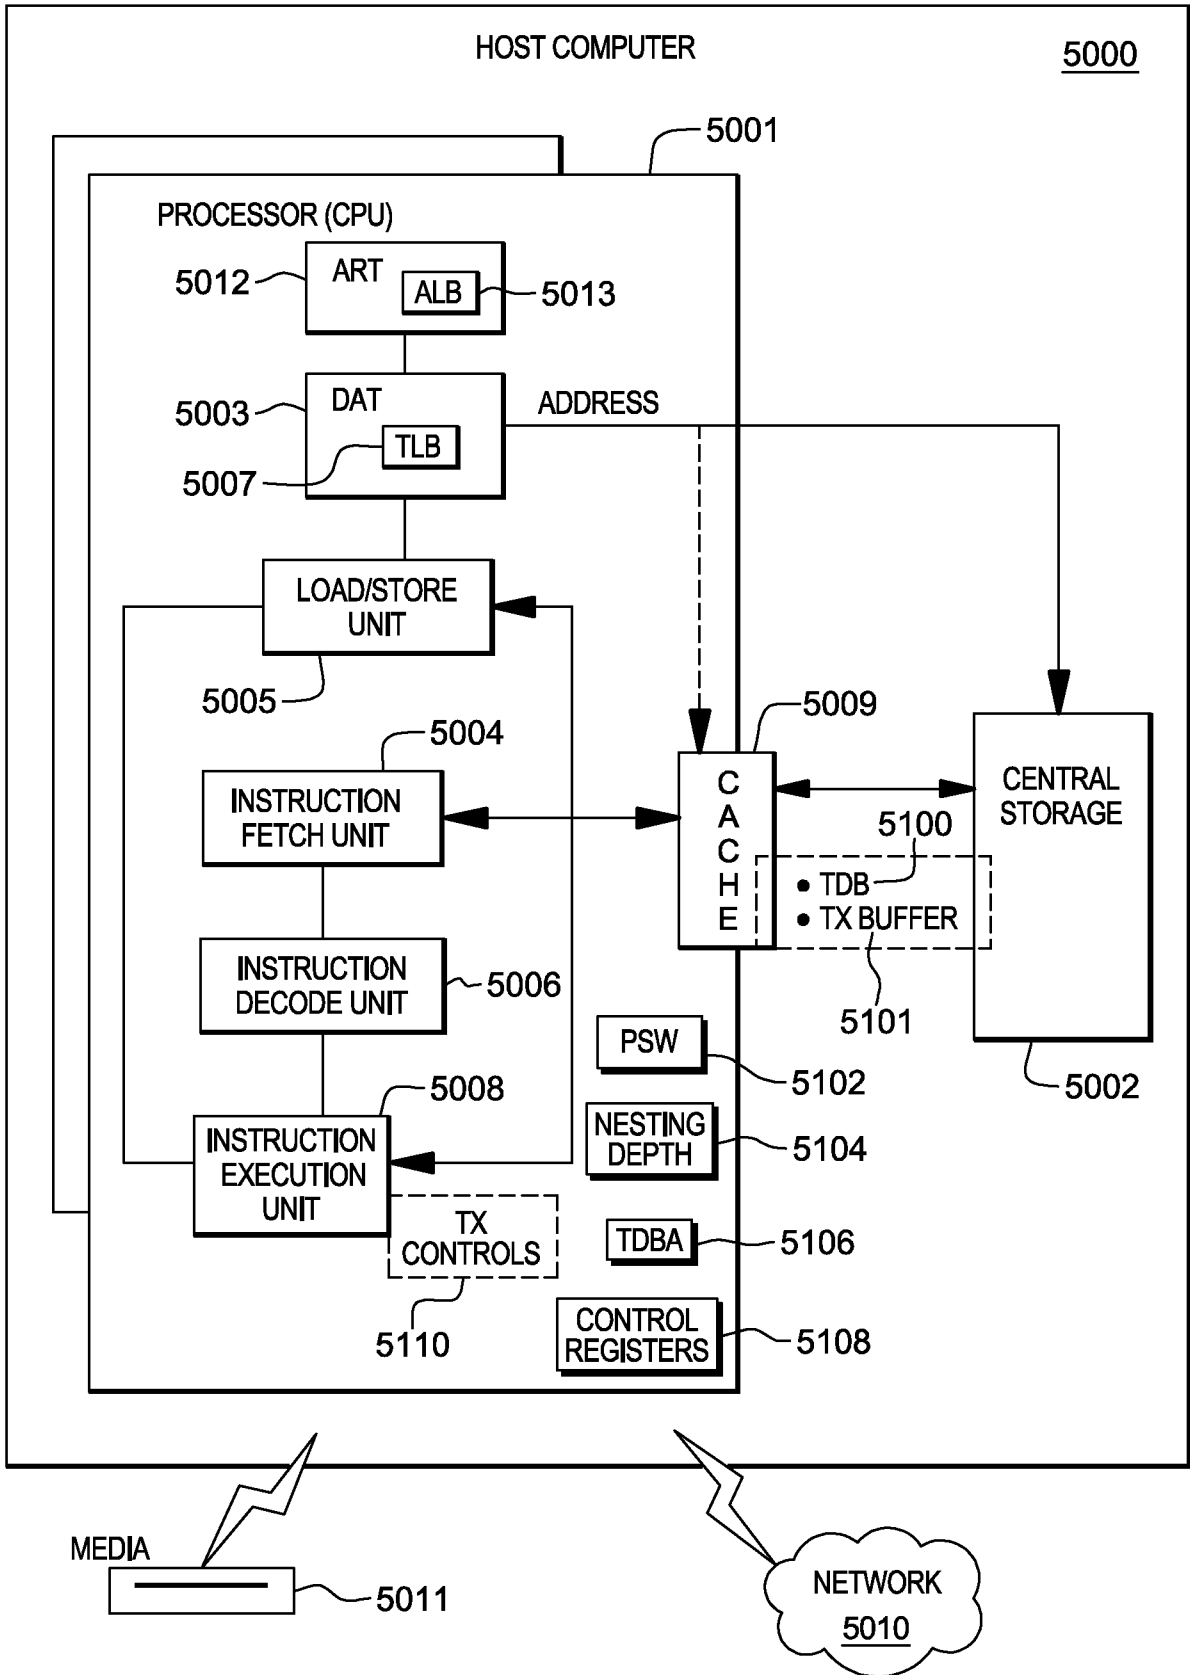 HOST COMPUTER
5000
5001
PROCESSOR (CPU)
ART
ALB
5012
5013
DAT
TLB
5003
5007
ADDRESS
LOAD/STORE
UNIT
5005
5004
INSTRUCTION
FETCH UNIT
5009
CACHE
CENTRAL
STORAGE
5100
• TDB
• TX BUFFER
5101
5002
INSTRUCTION
DECODE UNIT
5006
PSW
5102
5008
INSTRUCTION
EXECUTION
UNIT
NESTING
DEPTH
5104
TX
CONTROLS
5110
TDBA
5106
CONTROL
REGISTERS
5108
MEDIA
5011
NETWORK
5010